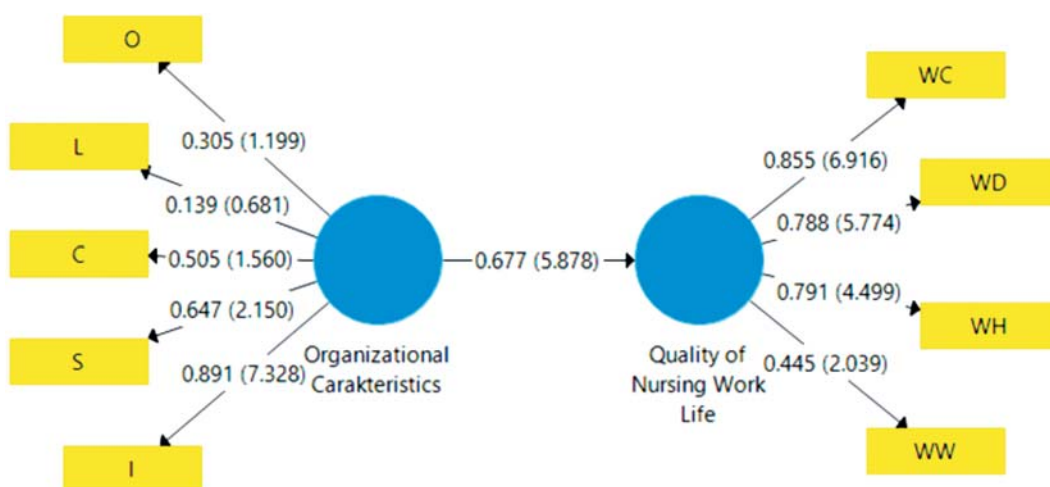 O
L
C
S
I
0.305 (1.199)
0.139 (0.681)
0.505 (1.560)
0.647 (2.150)
0.891 (7.328)
Organizational
Carakteristics
0.677 (5.878)
Quality of
Nursing Work
Life
0.855 (6.916)
0.788 (5.774)
0.791 (4.499)
0.445 (2.039)
WC
WD
WH
WW